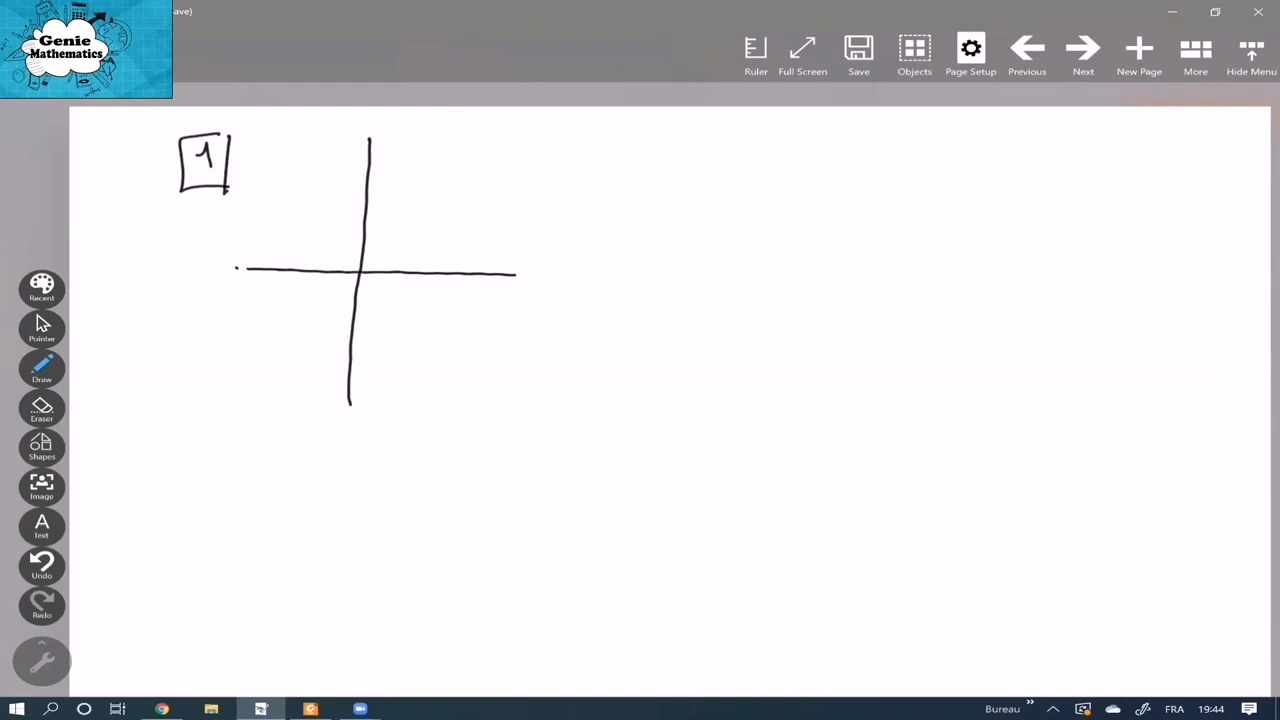 ave)
Genie
Mathematics
Ruler
Full Screen
Save
Objects
Page Setup
Previous
Next
New Page
More
Hide Menu
1
Recent
Pointer
Draw
Eraser
Shapes
Image
A
Text
Undo
Redo
Bureau
FRA
19:44